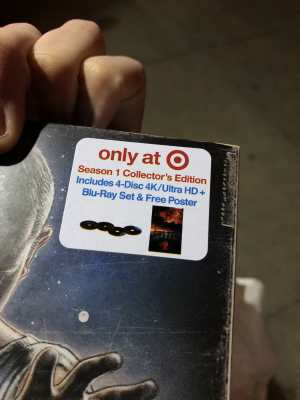 only at
Season 1 Collector's Edition
Includes 4-Disc 4K/Ultra HD +
Blu-Ray Set & Free Poster